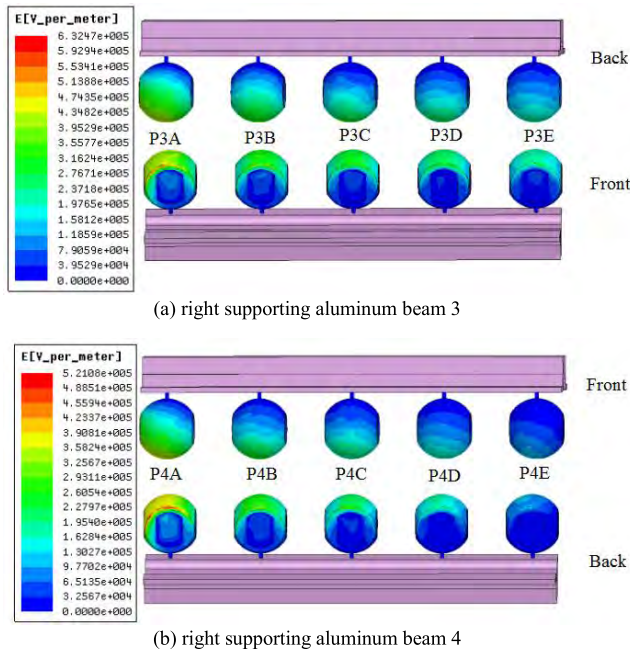 E[V_per_meter]
6.3247e+005
5.9294e+005
5.5341e+005
5.1388e+005
4.7435e+005
4.3482e+005
3.9529e+005
3.5577e+005
3.1624e+005
2.7671e+005
2.3718e+005
1.9765e+005
1.5812e+005
1.1859e+005
7.9059e+004
3.9529e+004
0.0000e+000
Back
P3A P3B P3C P3D P3E
Front
(a) right supporting aluminum beam 3
E[V_per_meter]
5.2108e+005
4.8851e+005
4.5594e+005
4.2337e+005
3.9081e+005
3.5824e+005
3.2567e+005
2.9311e+005
2.6054e+005
2.2797e+005
1.9540e+005
1.6284e+005
1.3027e+005
9.7702e+004
6.5135e+004
3.2567e+004
0.0000e+000
Front
P4A P4B P4C P4D P4E
Back
(b) right supporting aluminum beam 4